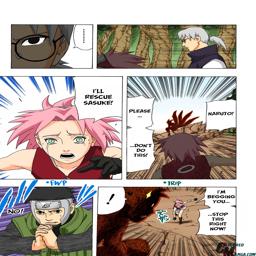 I'LL
RESCUE
SASUKE!
PLEASE...
NARUTO!
...DON'T
DO
THIS!
*FWP
*TRIP
NO!
!
I'M
BEGGING
YOU...
...STOP
THIS RIGHT
NOW!